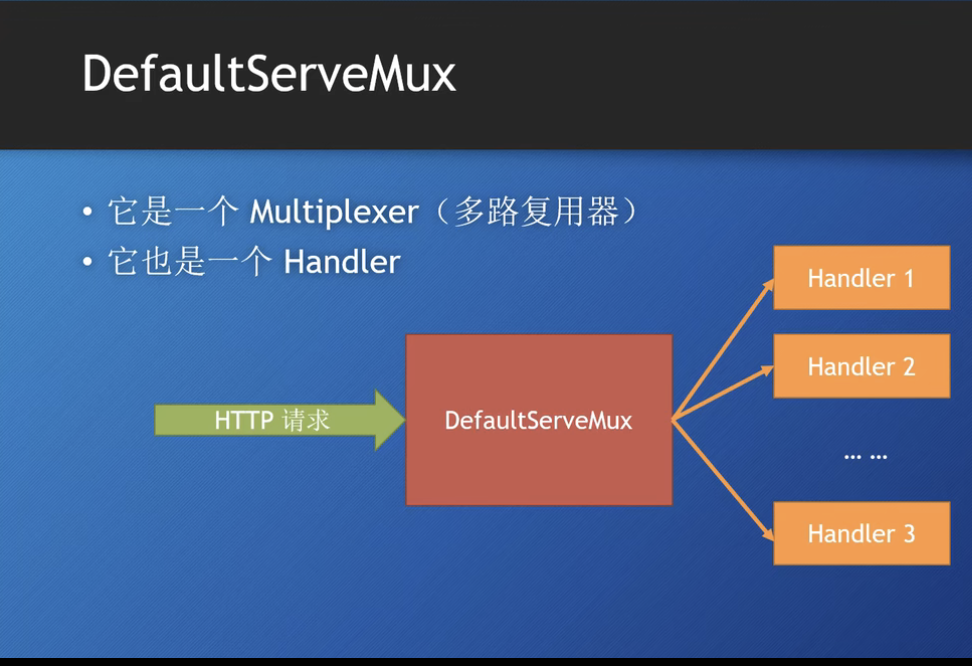 DefaultServeMux
• 它是一个 Multiplexer（多路复用器）
• 它也是一个 Handler
Handler 1
Handler 2
HTTP 请求
DefaultServeMux
... ...
Handler 3